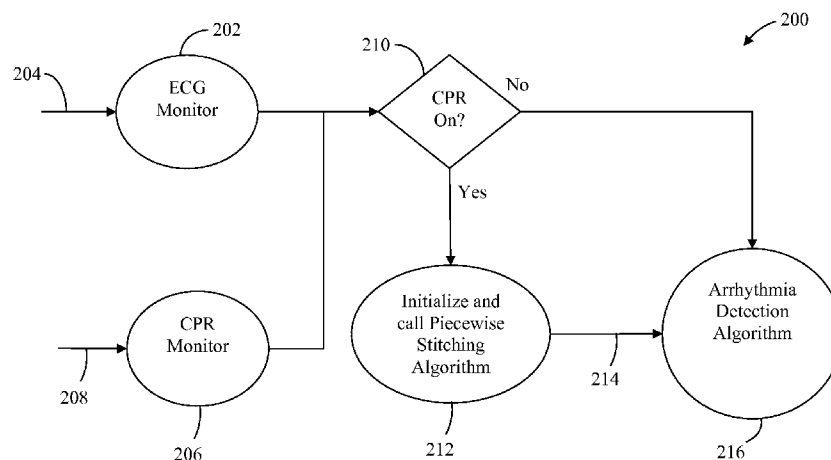 202
210
200
204
ECG
Monitor
CPR
On?
No
Yes
CPR
Monitor
Initialize and
call Piecewise
Stitching
Algorithm
Arrhythmia
Detection
Algorithm
208
214
206
212
216